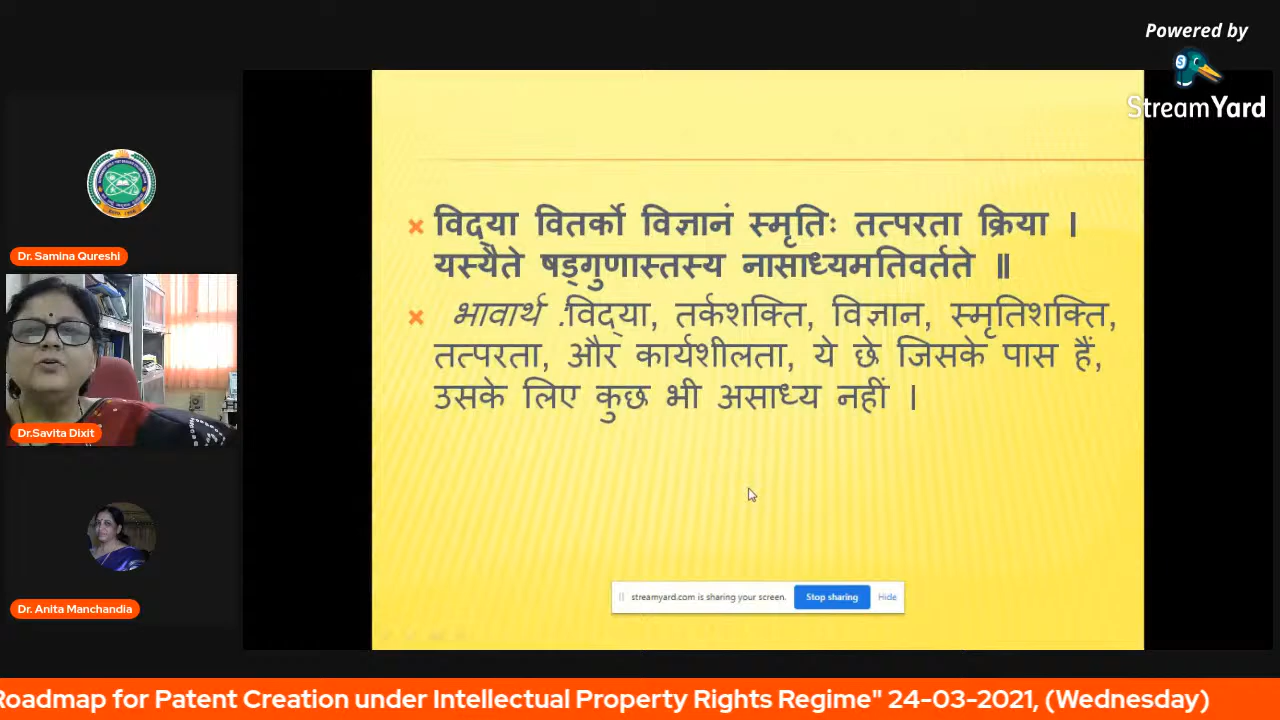 Powered by
StreamYard
Dr. Samina Qureshi
Dr.Savita Dixit
Dr. Anita Manchandia
विद्या वितर्को विज्ञानं स्मृतिः तत्परता क्रिया ।
यस्यैते षड्गुणास्तस्य नासाध्यमतिवर्तते ॥
भावार्थ :विद्या, तर्कशक्ति, विज्ञान, स्मृतिशक्ति,
तत्परता, और कार्यशीलता, ये छे जिसके पास हैं,
उसके लिए कुछ भी असाध्य नहीं ।
streamyard.com is sharing your screen.
Stop sharing
Hide
Roadmap for Patent Creation under Intellectual Property Rights Regime" 24-03-2021, (Wednesday)